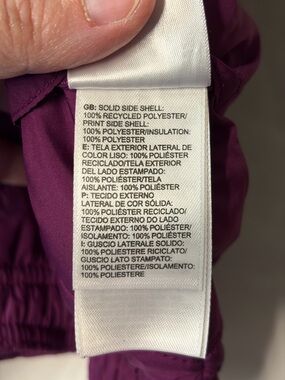 GB: SOLID SIDE SHELL:
100% RECYCLED POLYESTER/
PRINT SIDE SHELL:
100% POLYESTER/INSULATION:
100% POLYESTER
E: TELA EXTERIOR LATERAL DE
COLOR LISO: 100% POLIÉSTER
RECICLADO/TELA EXTERIOR
DEL LADO ESTAMPADO:
100% POLIÉSTER/TELA
AISLANTE: 100% POLIÉSTER
P: TECIDO EXTERNO
LATERAL DE COR SÓLIDA:
100% POLIÉSTER RECICLADO/
TECIDO EXTERNO DO LADO
ESTAMPADO: 100% POLIÉSTER/
ISOLAMENTO: 100% POLIÉSTER
I: GUSCIO LATERALE SOLIDO:
100% POLIESTERE RICICLATO/
GUSCIO LATO STAMPATO:
100% POLIESTERE/ISOLAMENTO:
100% POLIESTERE